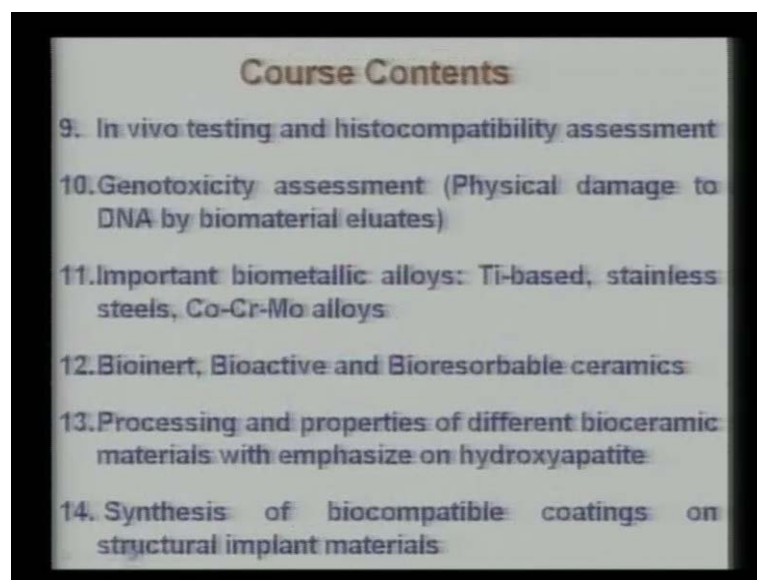 Course Contents
9. In vivo testing and histocompatibility assessment
10.Genotoxicity assessment (Physical damage to
DNA by biomaterial eluates)
11.Important biometallic alloys: Ti-based, stainless
steels, Co-Cr-Mo alloys
12.Bioinert, Bioactive and Bioresorbable ceramics
13.Processing and properties of different bioceramic
materials with emphasize on hydroxyapatite
14. Synthesis of biocompatible coatings on
structural implant materials